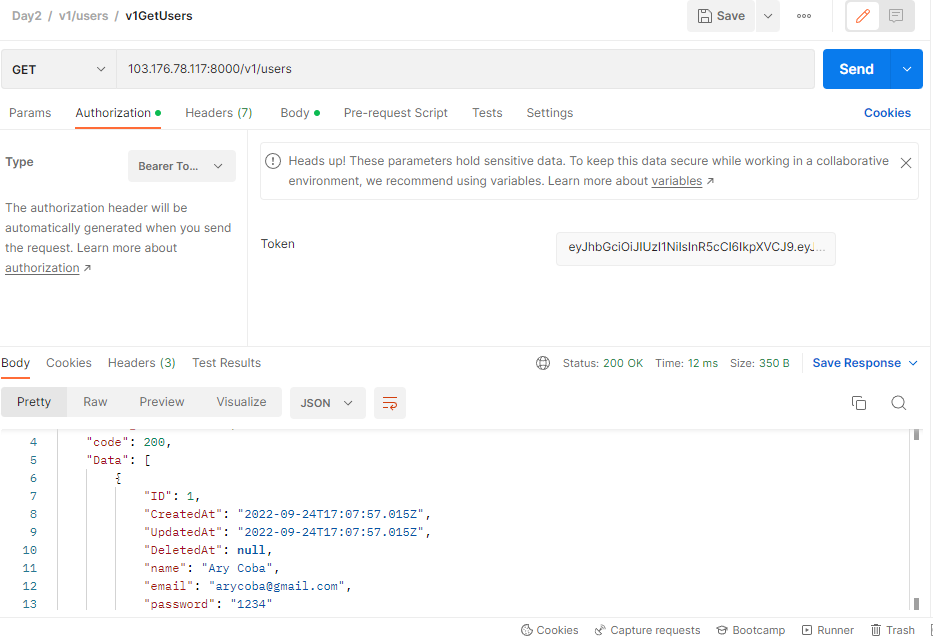 Day2 / v1/users / v1GetUsers
Save
GET
103.176.78.117:8000/v1/users
Send
Params Authorization Headers (7) Body Pre-request Script Tests Settings Cookies
Type
Bearer To...
Heads up! These parameters hold sensitive data. To keep this data secure while working in a collaborative
environment, we recommend using variables. Learn more about variables ↗
The authorization header will be
automatically generated when you send
the request. Learn more about
authorization ↗
Token
eyJhbGciOiJIUzI1NiIsInR5cCI6IkpXVCJ9.eyJ...
Body Cookies Headers (3) Test Results
Status: 200 OK Time: 12 ms Size: 350 B Save Response
Pretty Raw Preview Visualize JSON
4 "code": 200,
5 "Data": [
6 {
7 "ID": 1,
8 "CreatedAt": "2022-09-24T17:07:57.015Z",
9 "UpdatedAt": "2022-09-24T17:07:57.015Z",
10 "DeletedAt": null,
11 "name": "Ary Coba",
12 "email": "arycoba@gmail.com",
13 "password": "1234"
Cookies Capture requests Bootcamp Runner Trash